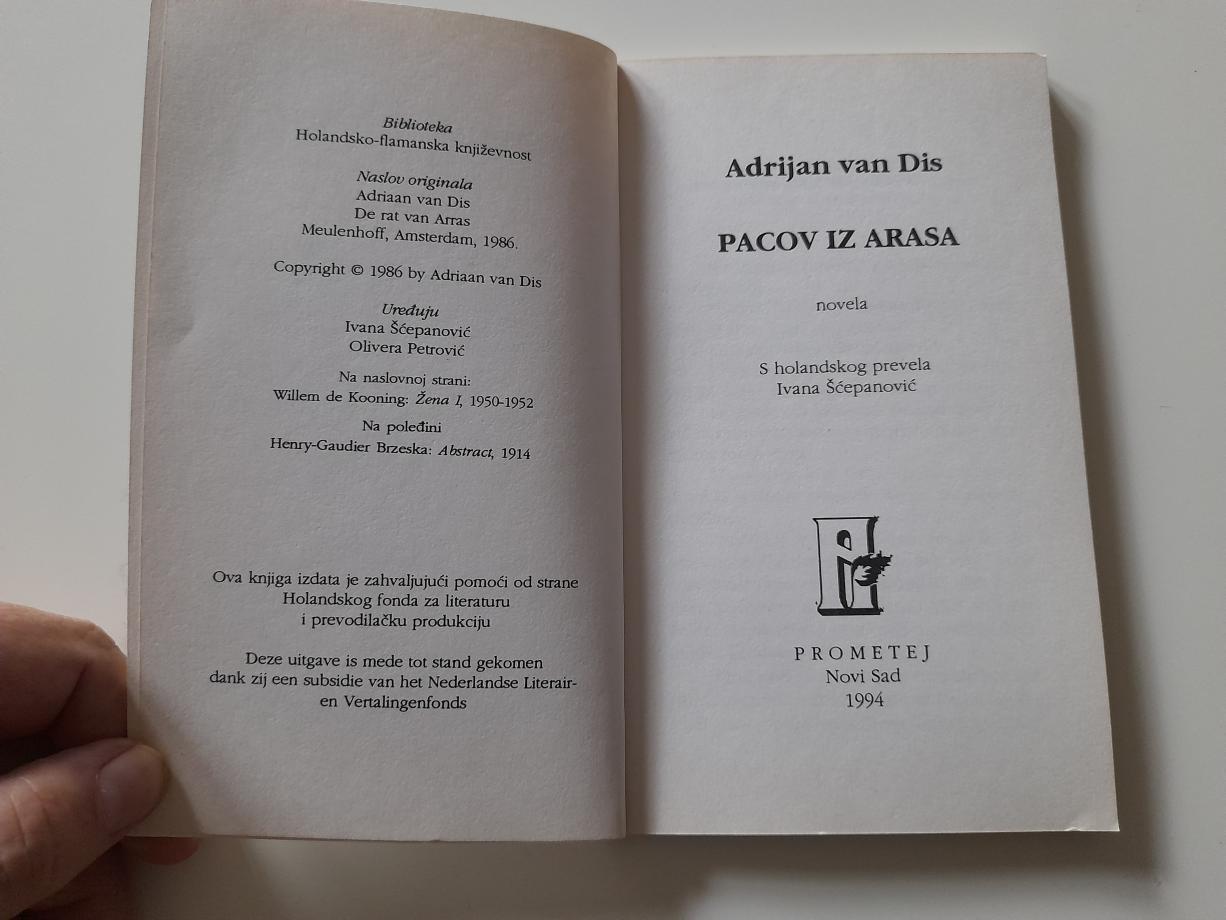 Biblioteka
Holandsko-flamanska književnost
Naslov originala
Adriaan van Dis
De rat van Arras
Meulenhoff, Amsterdam, 1986.
Copyright © 1986 by Adriaan van Dis
Uređuju
Ivana Šćepanović
Olivera Petrović
Na naslovnoj strani:
Willem de Kooning: Žena I, 1950-1952
Na poleđini
Henry-Gaudier Brzeska: Abstract, 1914
Ova knjiga izdata je zahvaljujući pomoći od strane
Holandskog fonda za literaturu
i prevodilačku produkciju
Deze uitgave is mede tot stand gekomen
dank zij een subsidie van het Nederlandse Literair-
en Vertalingenfonds
Adrijan van Dis
PACOV IZ ARASA
novela
S holandskog prevela
Ivana Šćepanović
PROMETEJ
Novi Sad
1994